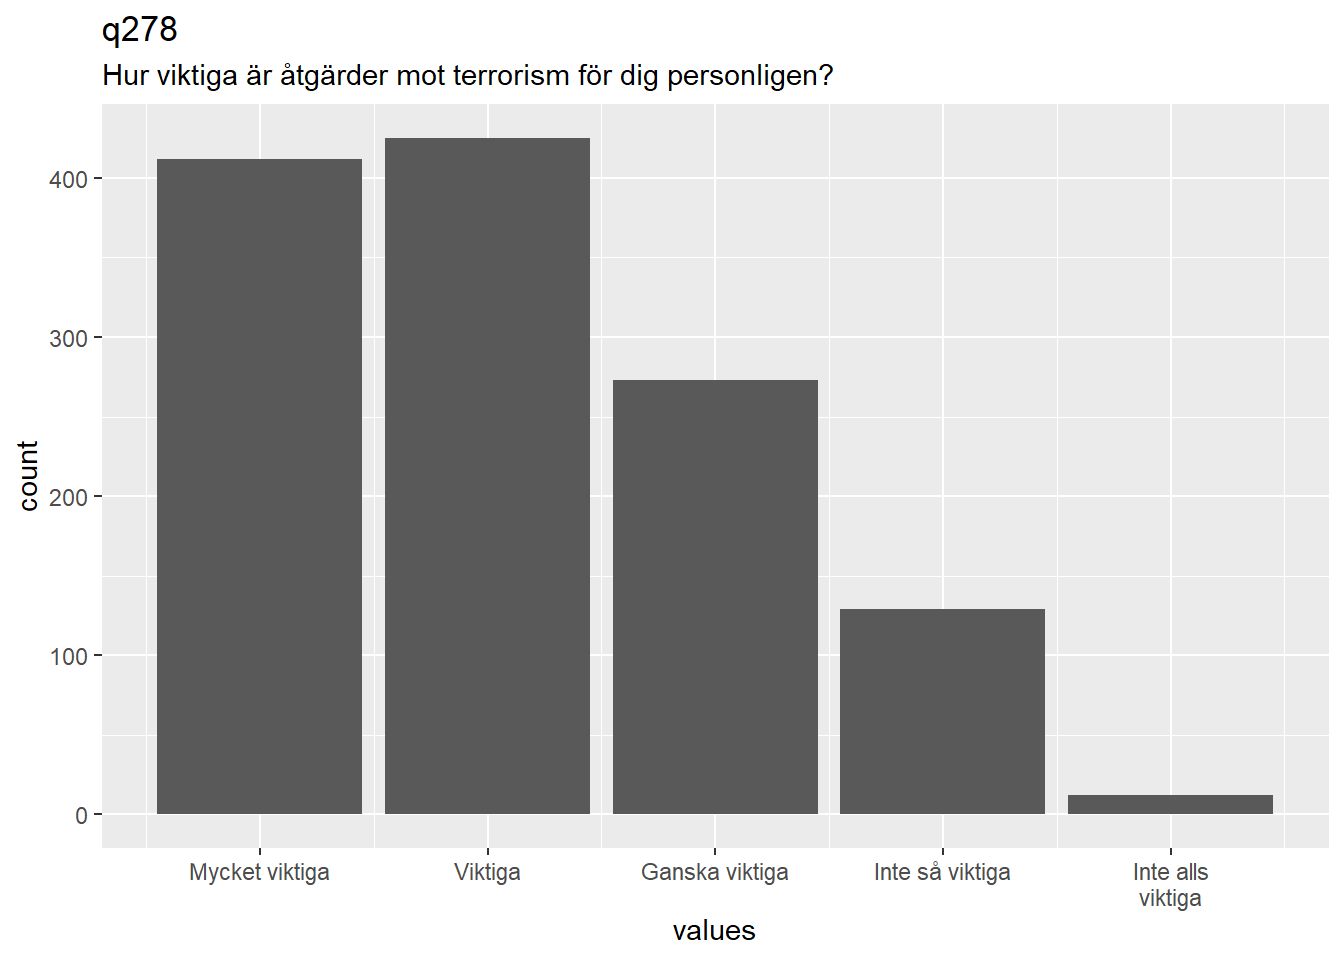 q278
Hur viktiga är åtgärder mot terrorism för dig personligen?
400
300
200
100
0
count
Mycket viktiga
Viktiga
Ganska viktiga
Inte så viktiga
Inte alls
viktiga
values